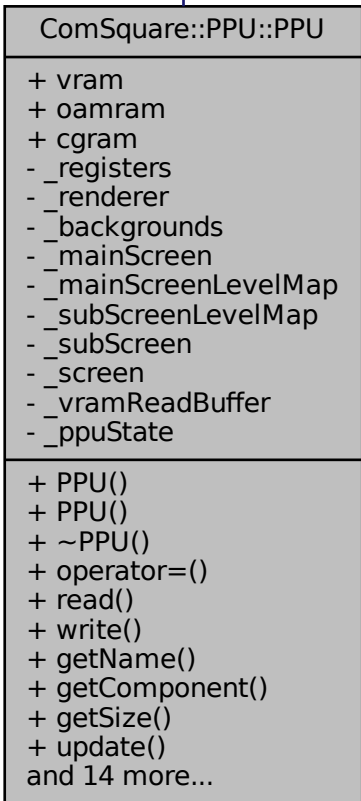 ComSquare::PPU::PPU
+ vram
+ oamram
+ cgram
- _registers
- _renderer
- _backgrounds
- _mainScreen
- _mainScreenLevelMap
- _subScreenLevelMap
- _subScreen
- _screen
- _vramReadBuffer
- _ppuState
+ PPU()
+ PPU()
+ ~PPU()
+ operator=()
+ read()
+ write()
+ getName()
+ getComponent()
+ getSize()
+ update()
and 14 more...